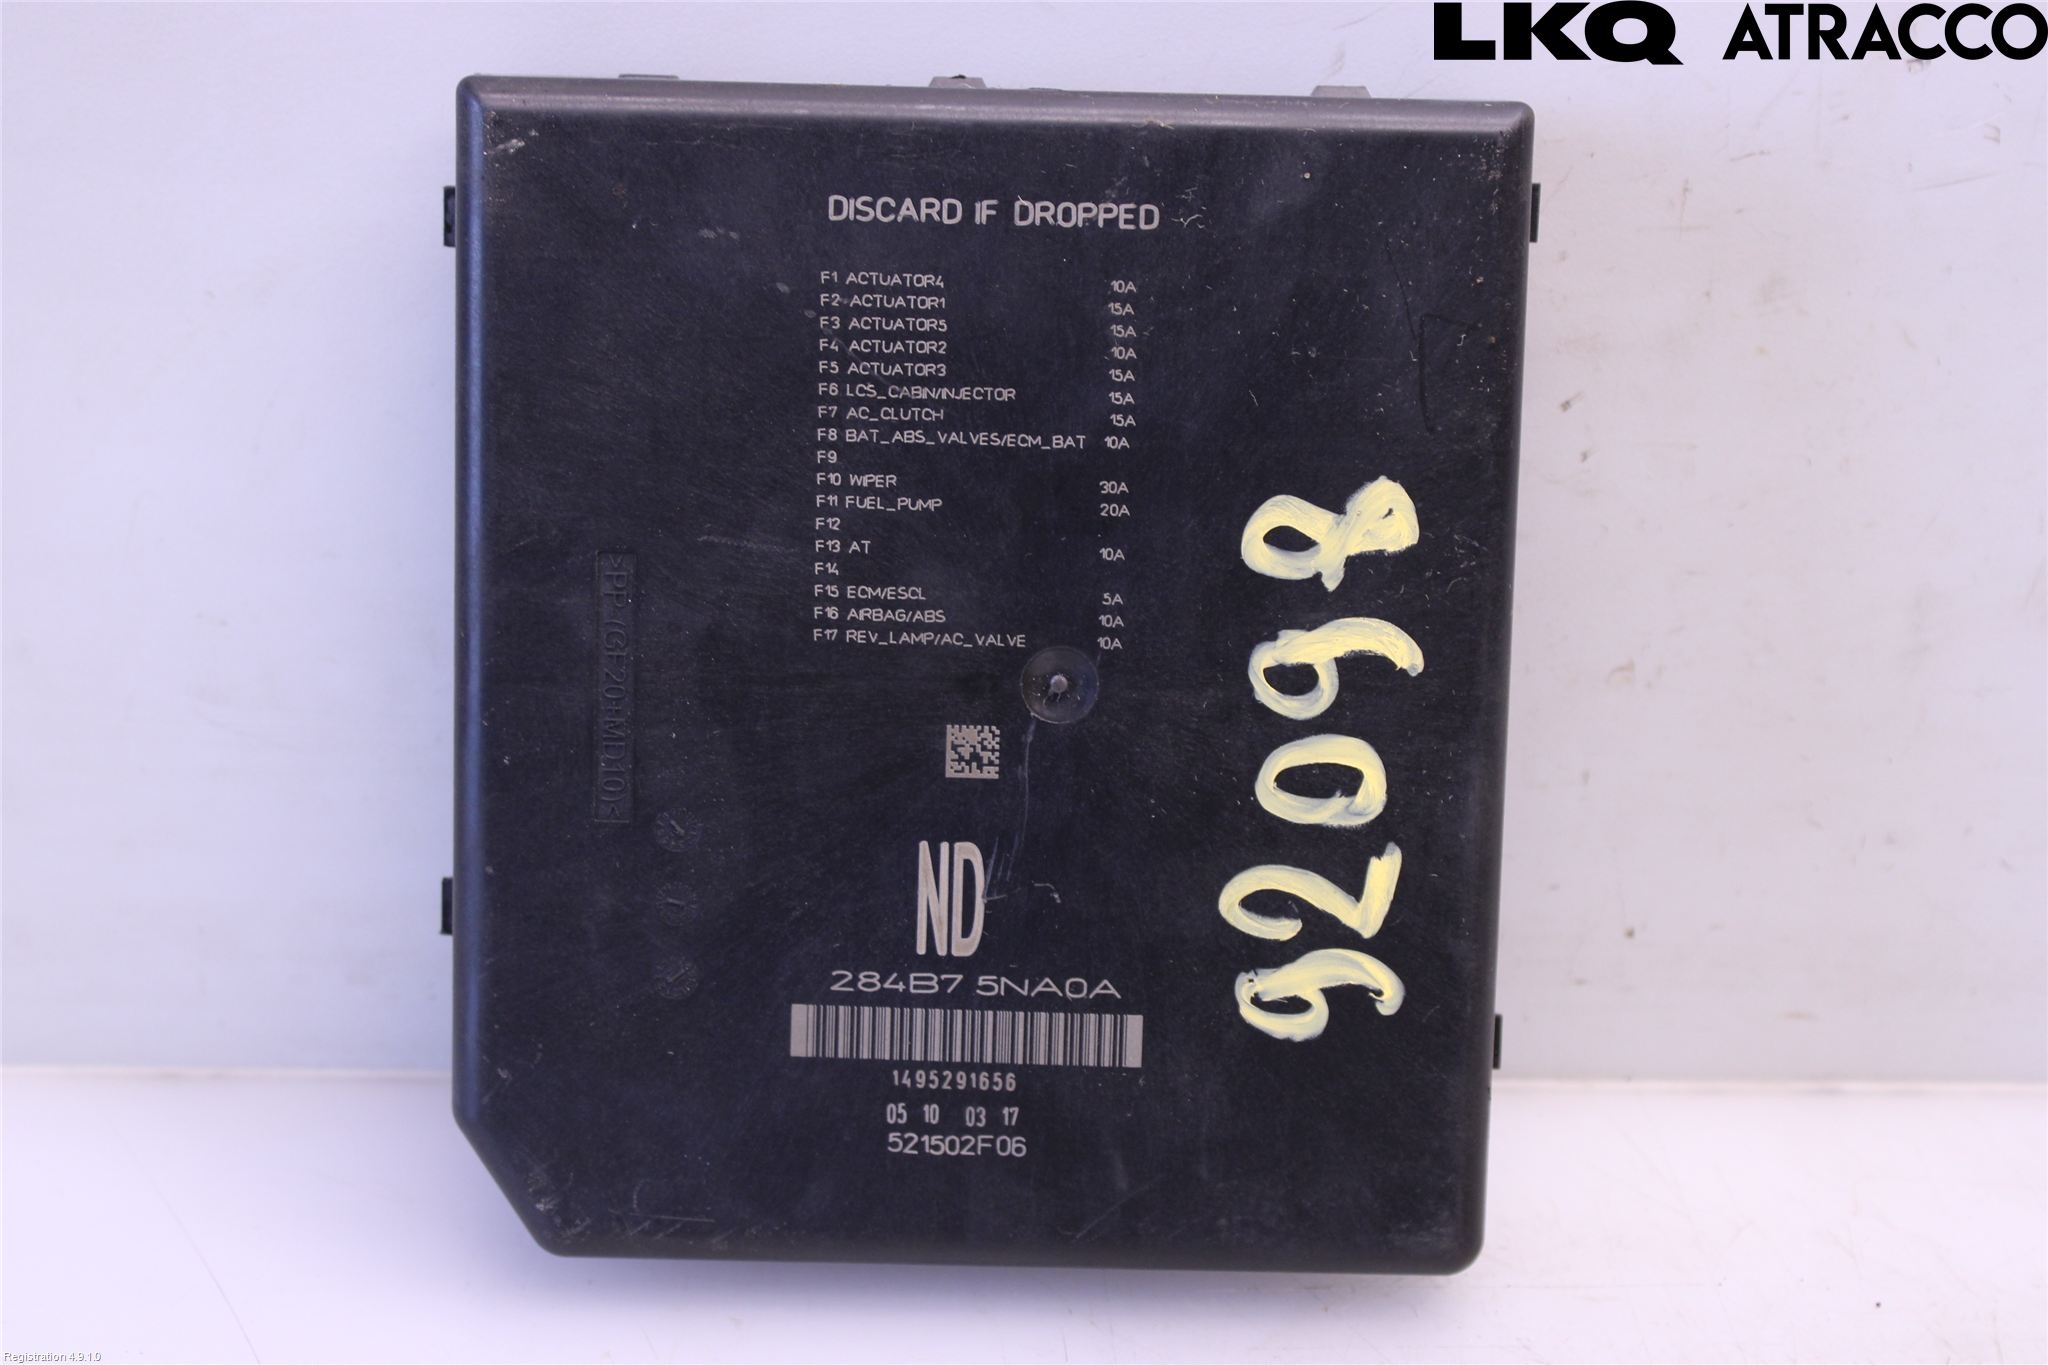 LKQ ATRACCO
DISCARD IF DROPPED
F1 ACTUATOR4 10A
F2 ACTUATOR1 15A
F3 ACTUATOR5 15A
F4 ACTUATOR2 10A
F5 ACTUATOR3 15A
F6 LCS_CABIN/INJECTOR 15A
F7 AC_CLUTCH 15A
F8 BAT_ABS_VALVES/ECM_BAT 10A
F9
F10 WIPER 30A
F11 FUEL_PUMP 20A
F12
F13 AT 10A
F14
F15 ECM/ESCL 5A
F16 AIRBAG/ABS 10A
F17 REV_LAMP/AC_VALVE 10A
>PP-(GF20+MD10)<
92098
ND
284B7 5NA0A
1495291656
05 10 03 17
521502F06
Registration 4.9.1.0